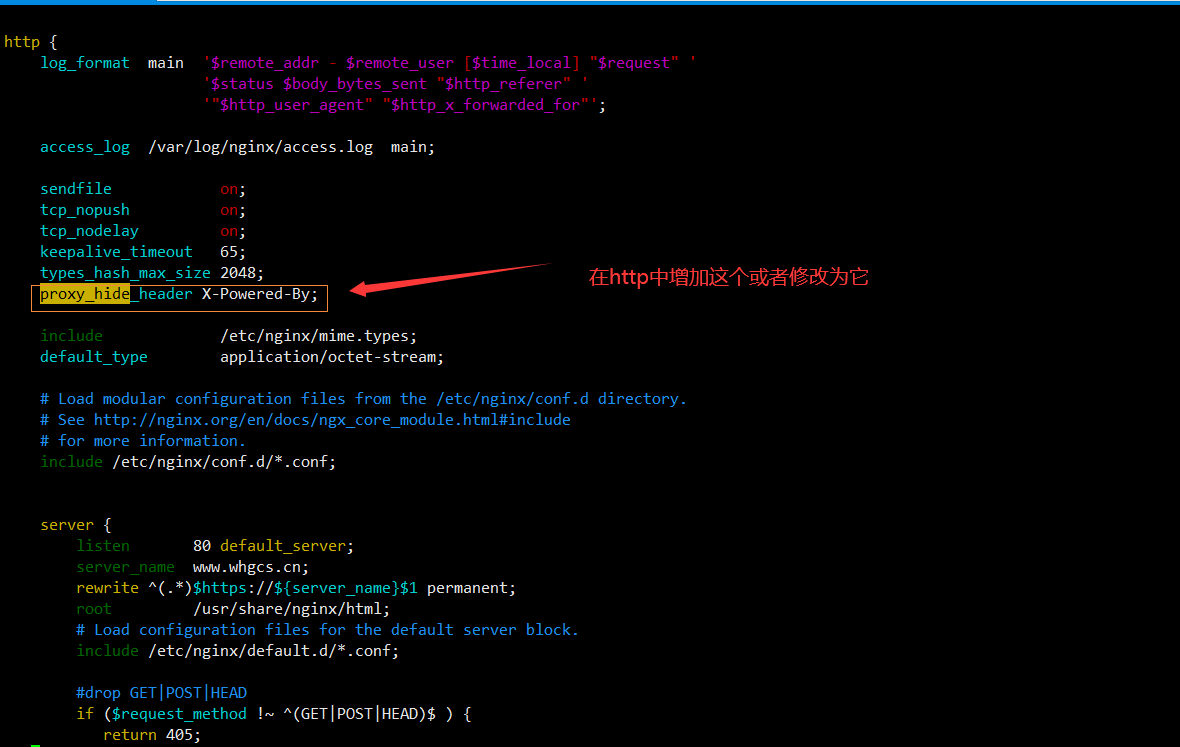 http {
log_format  main  '$remote_addr - $remote_user [$time_local] "$request" '
'$status $body_bytes_sent "$http_referer" '
'"$http_user_agent" "$http_x_forwarded_for"';
access_log  /var/log/nginx/access.log  main;
sendfile            on;
tcp_nopush          on;
tcp_nodelay         on;
keepalive_timeout   65;
types_hash_max_size 2048;
proxy_hide_header X-Powered-By;
在http中增加这个或者修改为它
include             /etc/nginx/mime.types;
default_type        application/octet-stream;
# Load modular configuration files from the /etc/nginx/conf.d directory.
# See http://nginx.org/en/docs/ngx_core_module.html#include
# for more information.
include /etc/nginx/conf.d/*.conf;
server {
listen       80 default_server;
server_name  www.whgcs.cn;
rewrite ^(.*)$https://${server_name}$1 permanent;
root         /usr/share/nginx/html;
# Load configuration files for the default server block.
include /etc/nginx/default.d/*.conf;
#drop GET|POST|HEAD
if ($request_method !~ ^(GET|POST|HEAD)$ ) {
return 405;